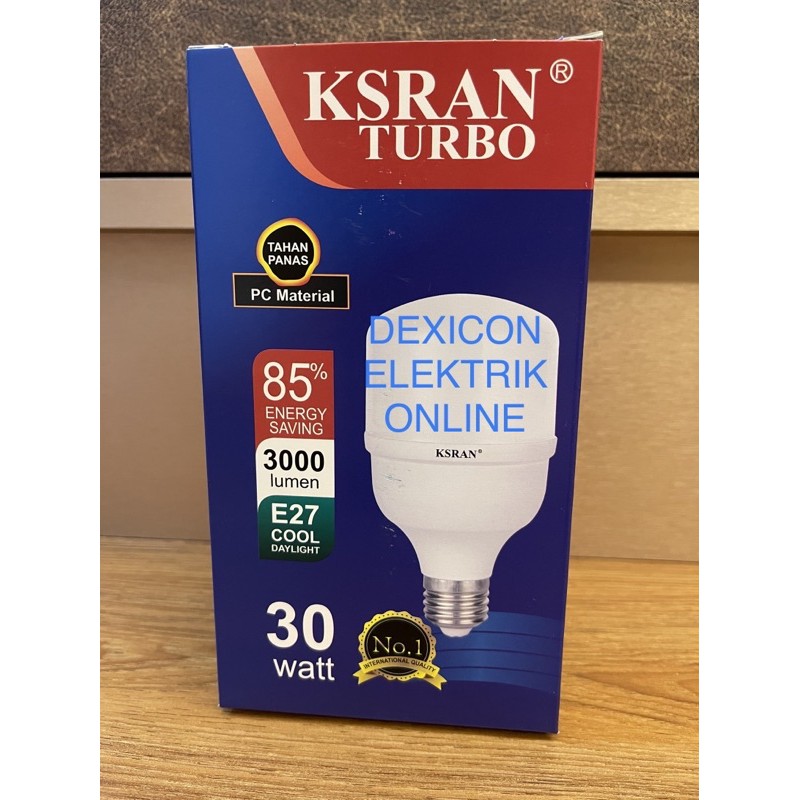 KSRAN ®
TURBO
TAHAN
PANAS
PC Material
85%
ENERGY
SAVING
3000
lumen
E27
COOL
DAYLIGHT
30
watt
DEXICON
ELEKTRIK
ONLINE
KSRAN®
No.1
INTERNATIONAL QUALITY